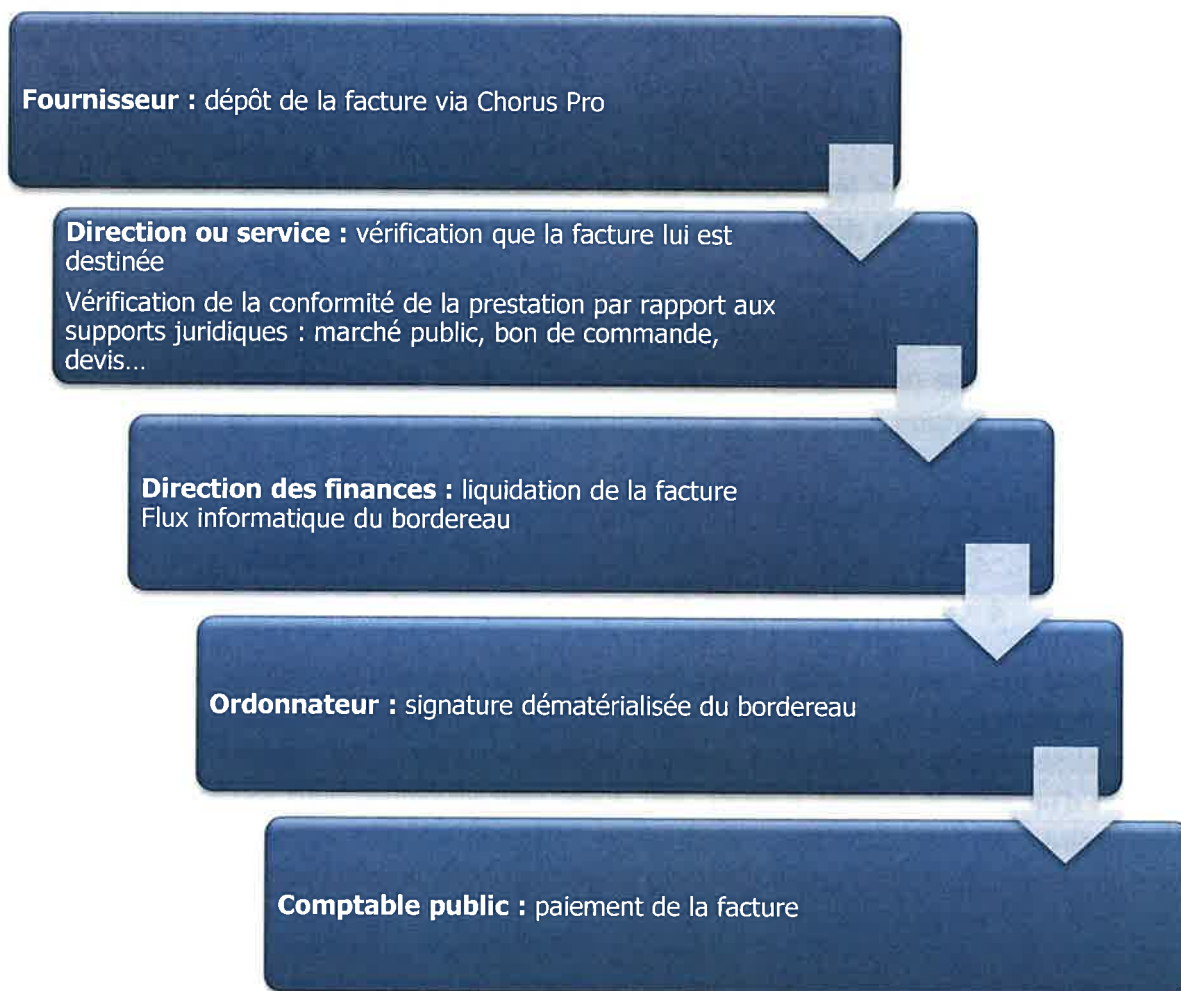 Fournisseur : dépôt de la facture via Chorus Pro
Direction ou service : vérification que la facture lui est
destinée
Vérification de la conformité de la prestation par rapport aux
supports juridiques : marché public, bon de commande,
devis...
Direction des finances : liquidation de la facture
Flux informatique du bordereau
Ordonnateur : signature dématérialisée du bordereau
Comptable public : paiement de la facture